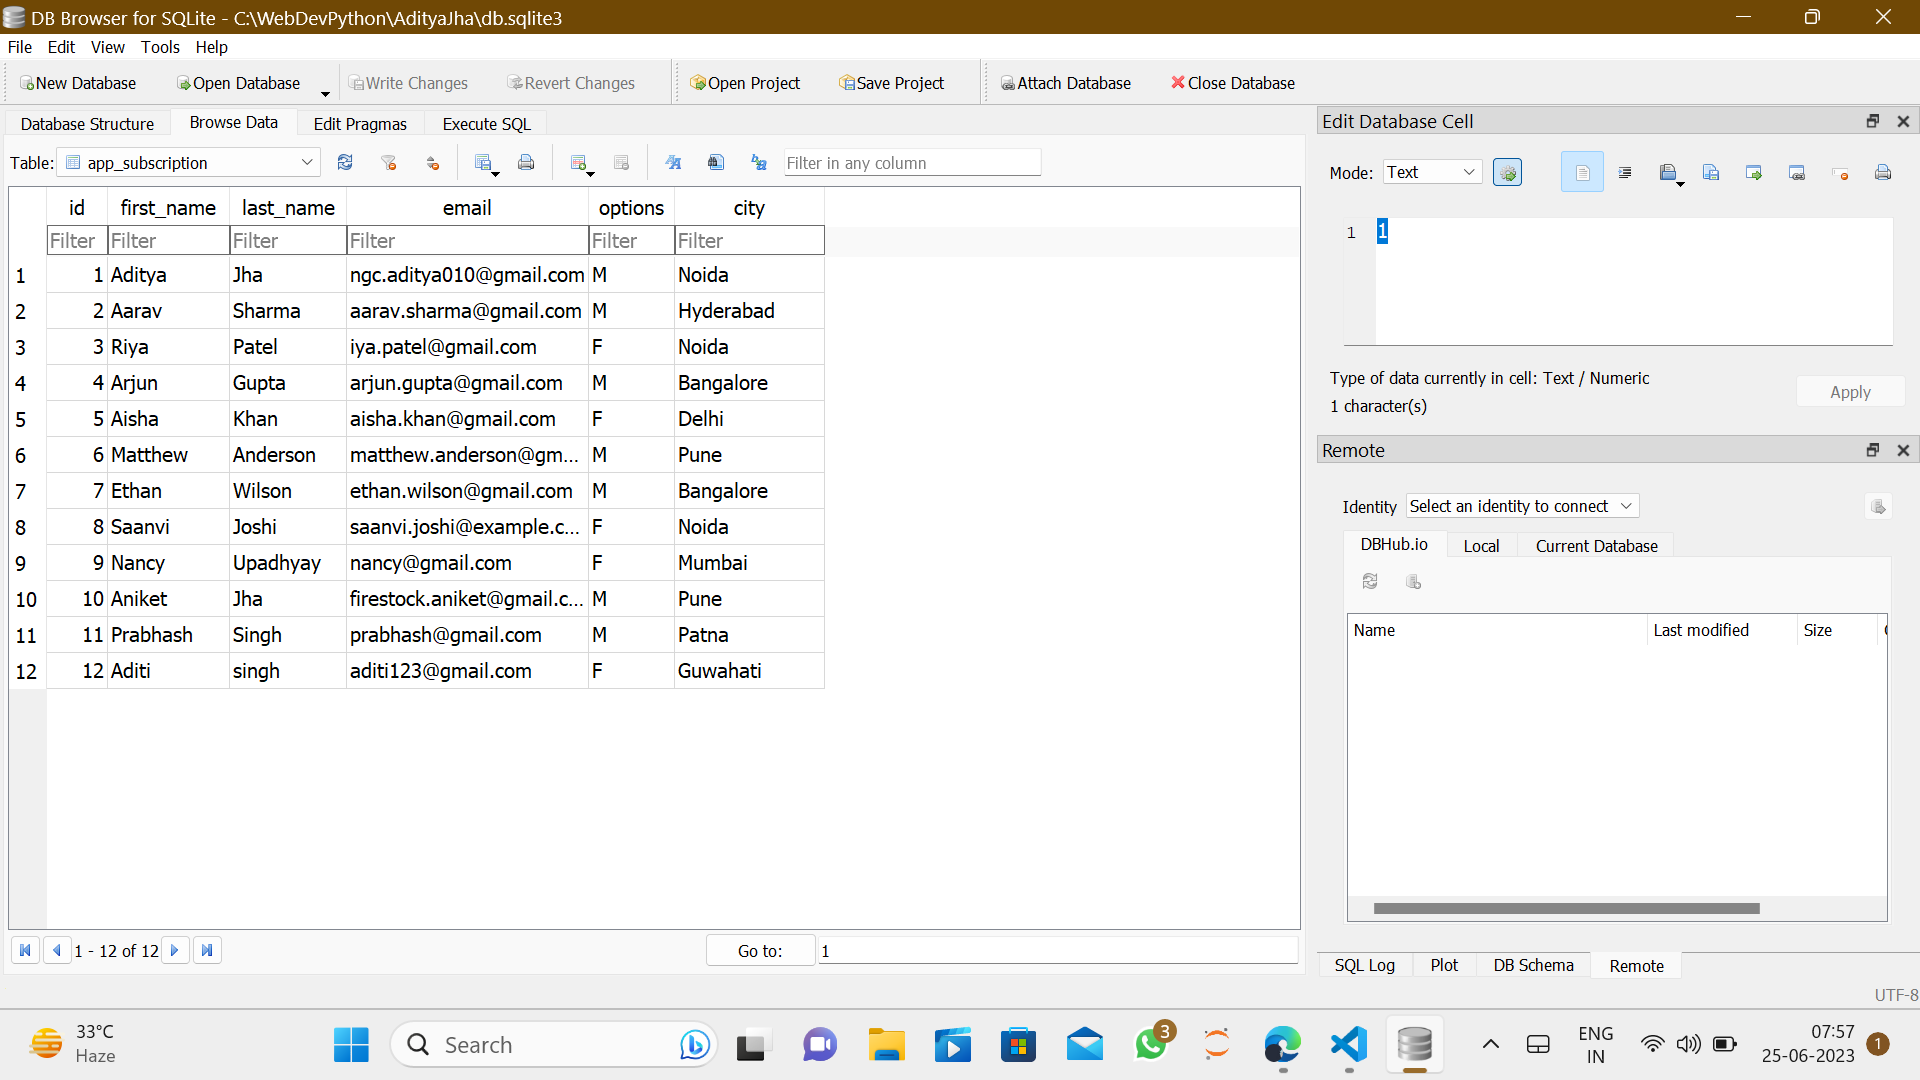 DB Browser for SQLite - C:\WebDevPython\AdityaJha\db.sqlite3
File Edit View Tools Help
New Database Open Database Write Changes Revert Changes Open Project Save Project Attach Database Close Database
Database Structure Browse Data Edit Pragmas Execute SQL
Table: app_subscription Filter in any column
id first_name last_name email options city
Filter Filter Filter Filter Filter Filter
1 1 Aditya Jha ngc.aditya010@gmail.com M Noida
2 2 Aarav Sharma aarav.sharma@gmail.com M Hyderabad
3 3 Riya Patel iya.patel@gmail.com F Noida
4 4 Arjun Gupta arjun.gupta@gmail.com M Bangalore
5 5 Aisha Khan aisha.khan@gmail.com F Delhi
6 6 Matthew Anderson matthew.anderson@gm... M Pune
7 7 Ethan Wilson ethan.wilson@gmail.com M Bangalore
8 8 Saanvi Joshi saanvi.joshi@example.c... F Noida
9 9 Nancy Upadhyay nancy@gmail.com F Mumbai
10 10 Aniket Jha firestock.aniket@gmail.c... M Pune
11 11 Prabhash Singh prabhash@gmail.com M Patna
12 12 Aditi singh aditi123@gmail.com F Guwahati
1 - 12 of 12 Go to: 1
Edit Database Cell
Mode: Text
1 1
Type of data currently in cell: Text / Numeric
1 character(s)
Apply
Remote
Identity Select an identity to connect
DBHub.io Local Current Database
Name Last modified Size
SQL Log Plot DB Schema Remote
UTF-8
33°C
Haze
Search
3
ENG
IN
07:57
25-06-2023
1